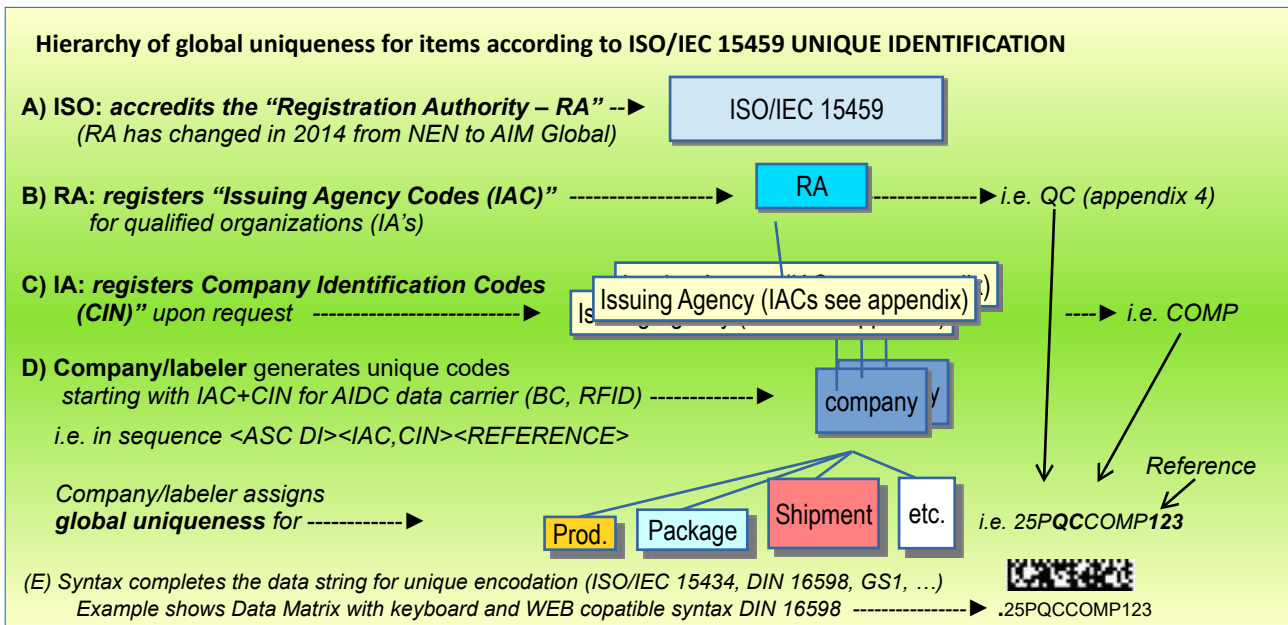 Hierarchy of global uniqueness for items according to ISO/IEC 15459 UNIQUE IDENTIFICATION
A) ISO: accredits the “Registration Authority – RA” --►
ISO/IEC 15459
(RA has changed in 2014 from NEN to AIM Global)
B) RA: registers “Issuing Agency Codes (IAC)” ------------------►
RA
-------------►i.e. QC (appendix 4)
for qualified organizations (IA’s)
C) IA: registers Company Identification Codes
(CIN)” upon request --------------------------►
Issuing Agency (IACs see appendix)
----► i.e. COMP
D) Company/labeler generates unique codes
starting with IAC+CIN for AIDC data carrier (BC, RFID) -------------►
company
i.e. in sequence <ASC DI><IAC,CIN><REFERENCE>
Reference
Company/labeler assigns
global uniqueness for ------------►
Prod.
Package
Shipment
etc.
i.e. 25PQCCOMP123
(E) Syntax completes the data string for unique encodation (ISO/IEC 15434, DIN 16598, GS1, …)
Example shows Data Matrix with keyboard and WEB copatible syntax DIN 16598 ----------------► .25PQCCOMP123